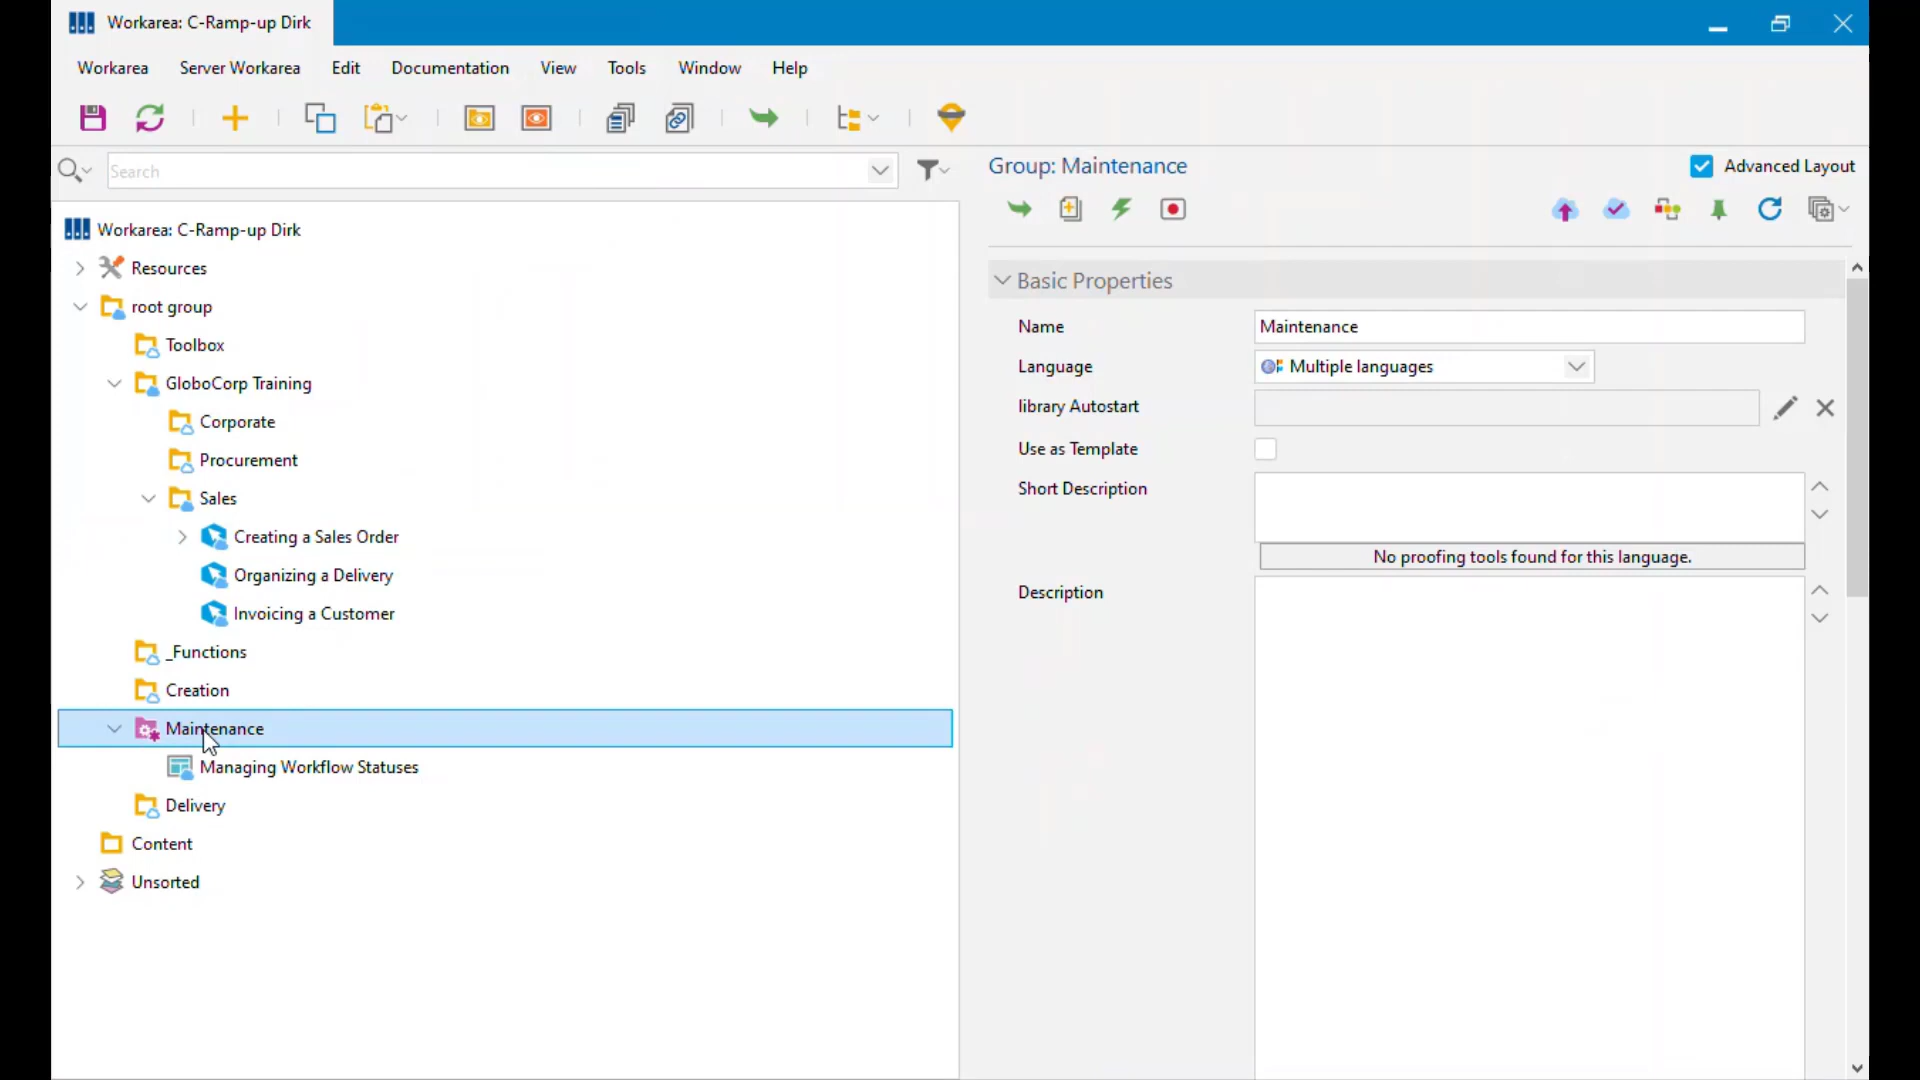 Workarea: C-Ramp-up Dirk
Workarea Server Workarea Edit Documentation View Tools Window Help
Search
Workarea: C-Ramp-up Dirk
Resources
root group
Toolbox
GloboCorp Training
Corporate
Procurement
Sales
Creating a Sales Order
Organizing a Delivery
Invoicing a Customer
_Functions
Creation
Maintenance
Managing Workflow Statuses
Delivery
Content
Unsorted
Group: Maintenance
Advanced Layout
Basic Properties
Name Maintenance
Language Multiple languages
library Autostart
Use as Template
Short Description
No proofing tools found for this language.
Description